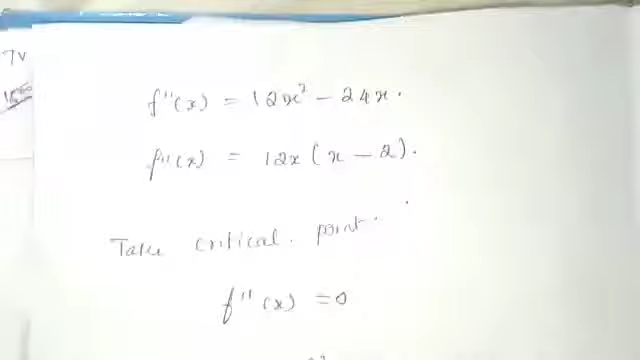 f''(x) = 12x² - 24x.
f''(x) = 12x(x - 2).
Take critical. point.
f''(x) = 0